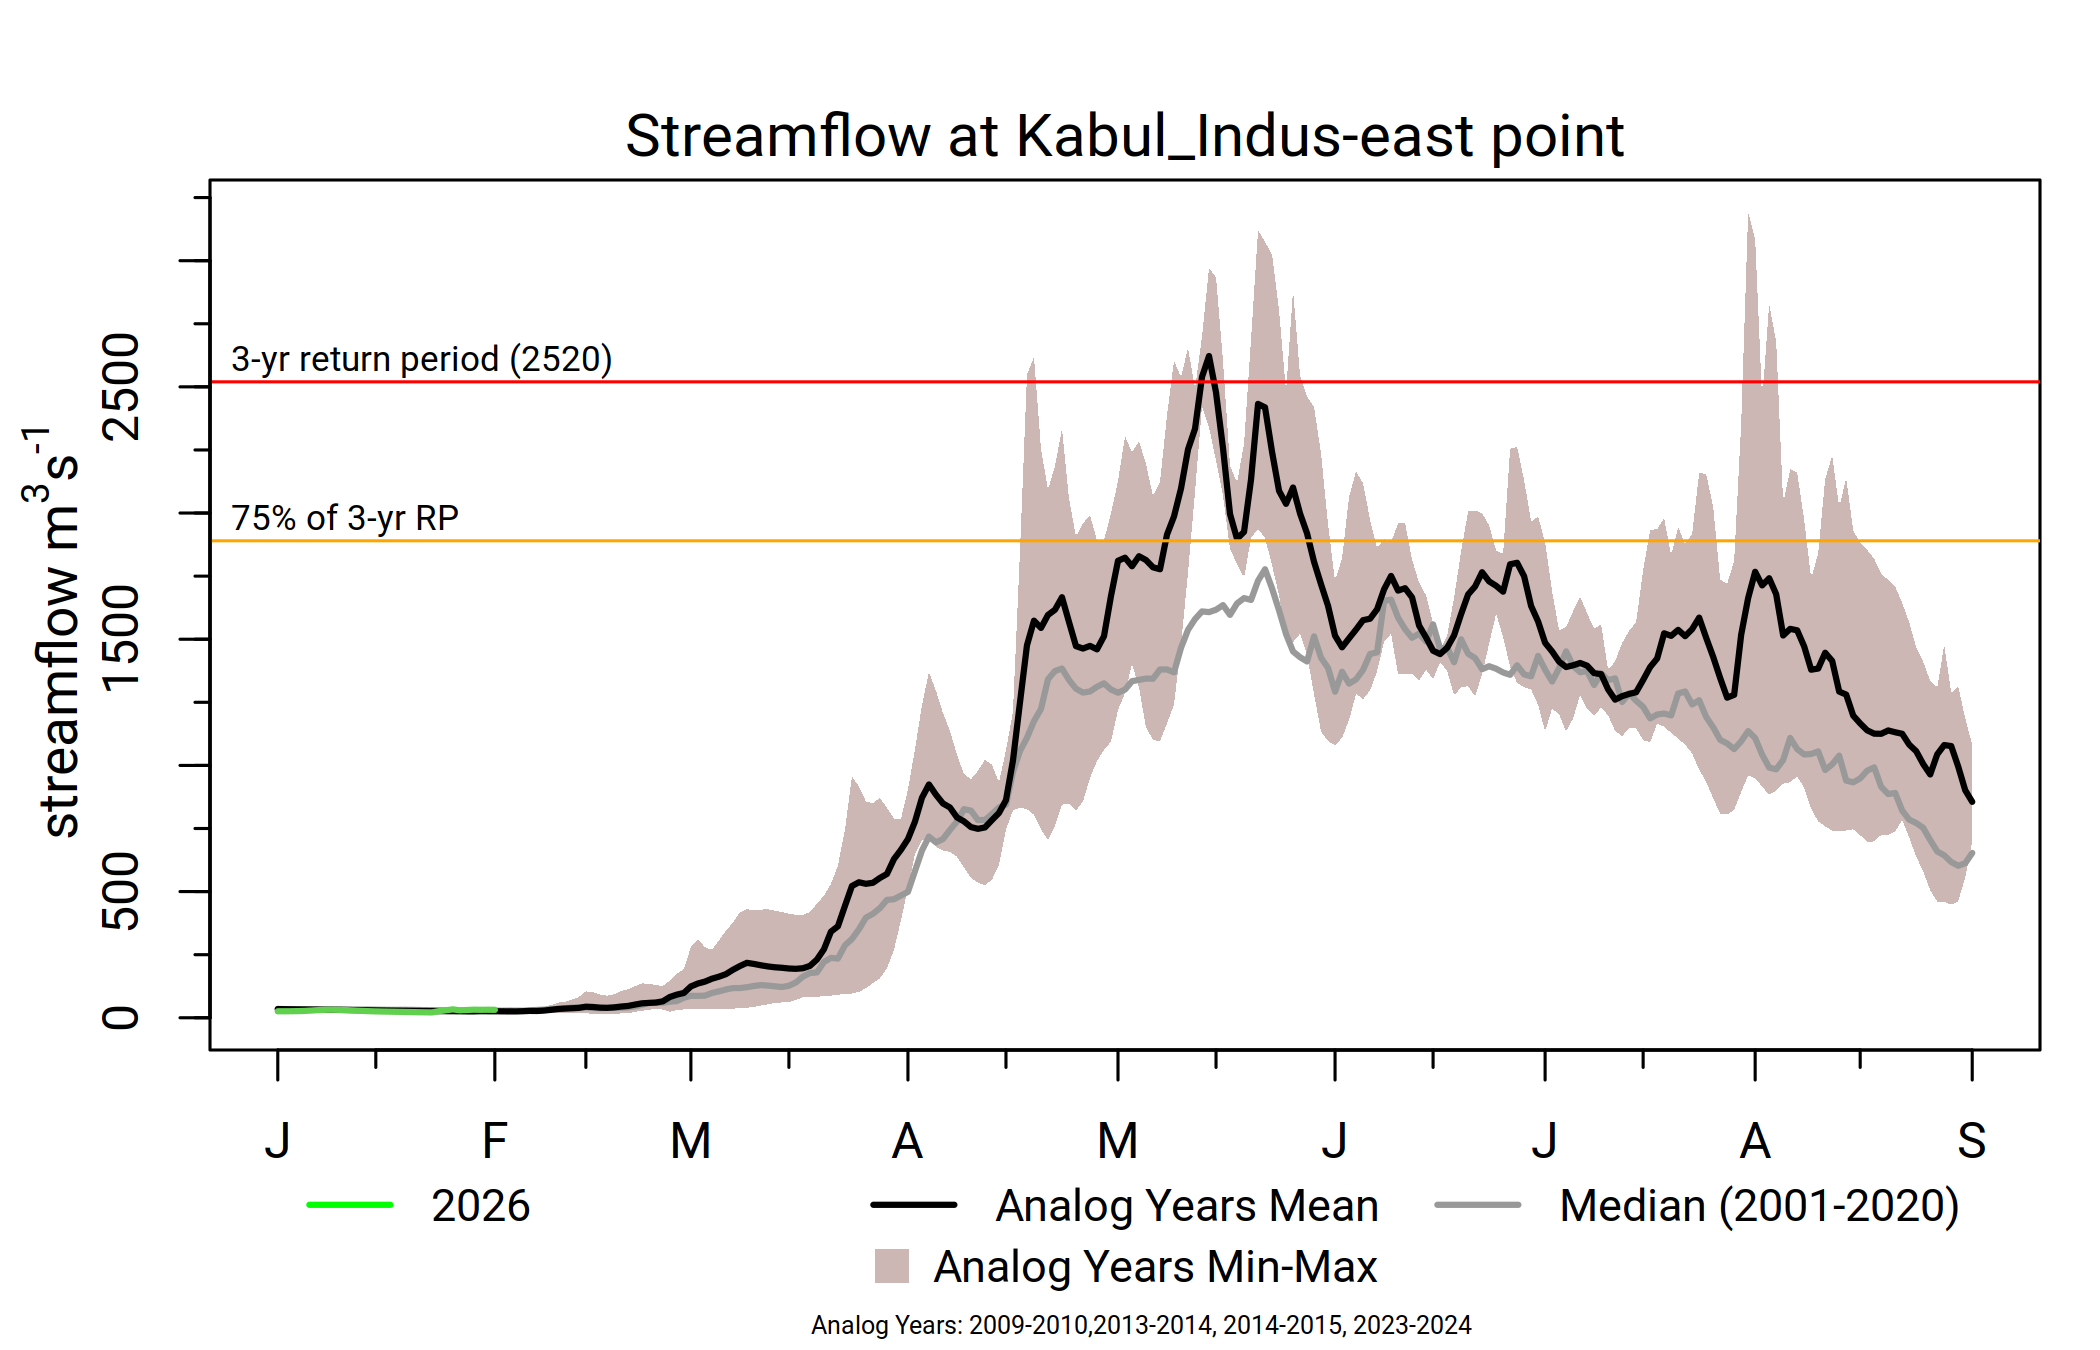 Streamflow at Kabul_Indus-east point
streamflow m3s-1
2500
1500
500
0
3-yr return period (2520)
75% of 3-yr RP
J F M A M J J A S
2026
Analog Years Mean
Median (2001-2020)
Analog Years Min-Max
Analog Years: 2009-2010,2013-2014, 2014-2015, 2023-2024